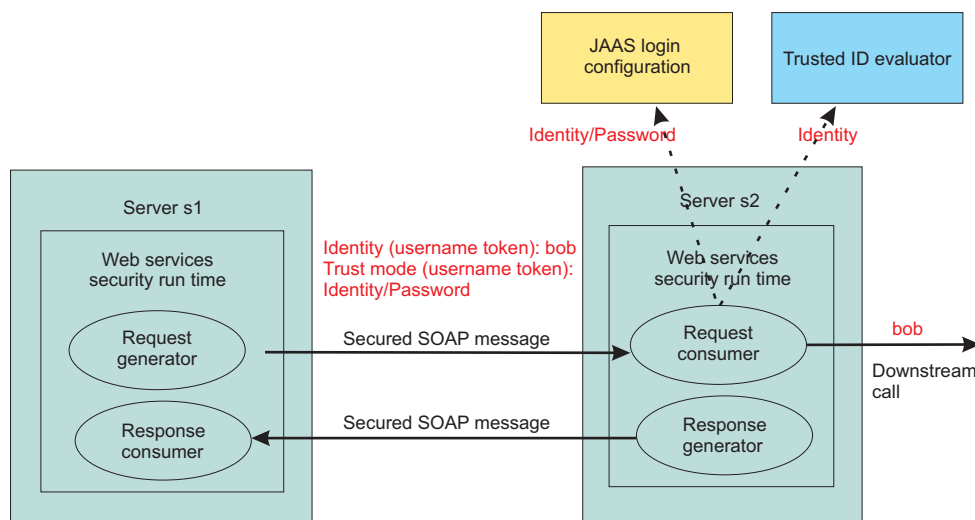 JAAS login
configuration
Trusted ID evaluator
Identity/Password
Identity
Server s1
Server s2
Web services
security run time
Identity (username token): bob
Trust mode (username token):
Identity/Password
Web services
security run time
Request
generator
Secured SOAP message
Request
consumer
bob
Downstream
call
Response
consumer
Secured SOAP message
Response
generator